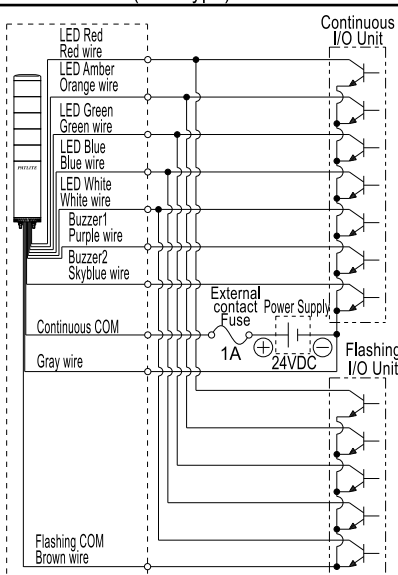 Continuous
I/O Unit
LED Red
Red wire
LED Amber
Orange wire
LED Green
Green wire
LED Blue
Blue wire
LED White
White wire
Buzzer1
Purple wire
Buzzer2
Skyblue wire
PATLITE
External
contact
Fuse
Power Supply
Continuous COM
1A
+
−
24VDC
Gray wire
Flashing
I/O Unit
Flashing COM
Brown wire